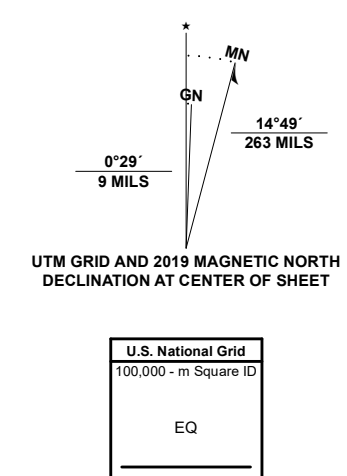 ★
MN
GN
14°49´
263 MILS
0°29´
9 MILS
UTM GRID AND 2019 MAGNETIC NORTH
DECLINATION AT CENTER OF SHEET
U.S. National Grid
100,000 - m Square ID
EQ